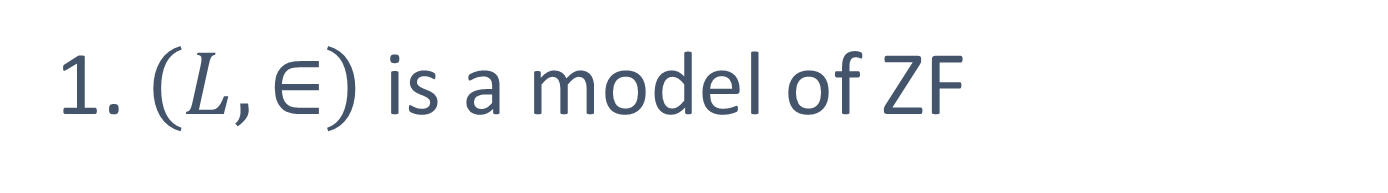 1. (𝐿, ∈) is a model of ZF